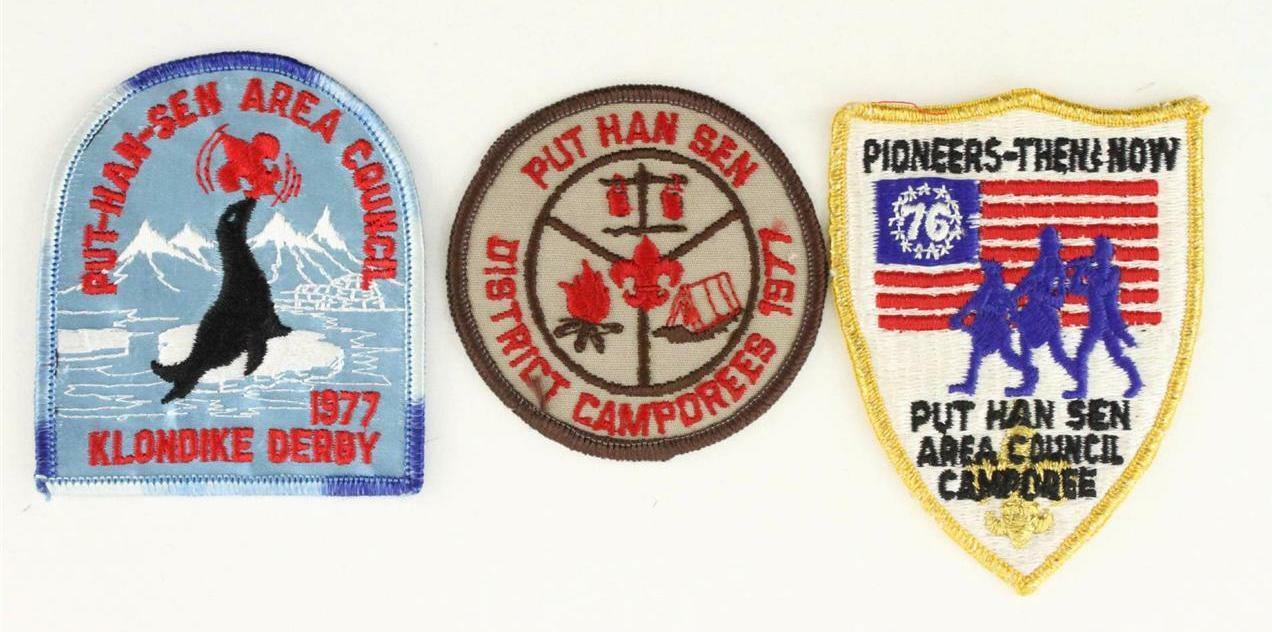 PUT-HAN-SEN AREA COUNCIL
1977
KLONDIKE DERBY
PUT HAN SEN
DISTRICT CAMPOREES 1977
PIONEERS-THEN & NOW
76
PUT HAN SEN
AREA COUNCIL
CAMPOREE